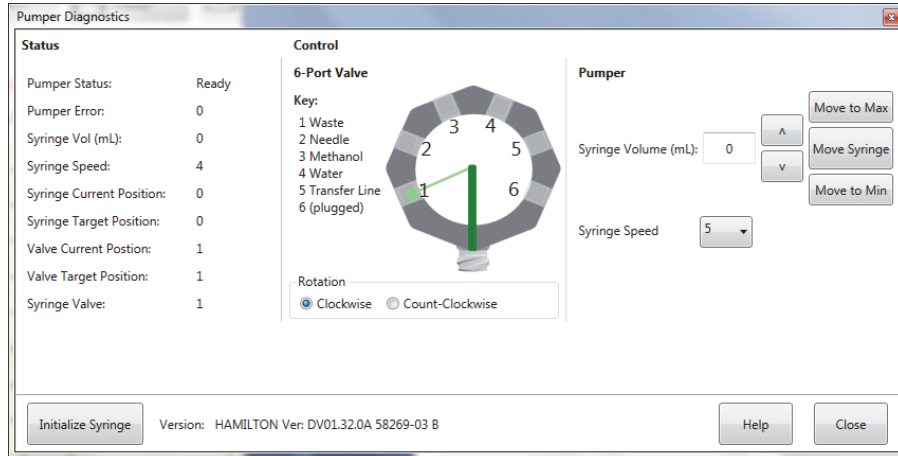 Pumper Diagnostics
Status
Pumper Status: Ready
Pumper Error: 0
Syringe Vol (mL): 0
Syringe Speed: 4
Syringe Current Position: 0
Syringe Target Position: 0
Valve Current Postion: 1
Valve Target Position: 1
Syringe Valve: 1
Control
6-Port Valve
Key:
1 Waste
2 Needle
3 Methanol
4 Water
5 Transfer Line
6 (plugged)
1
2
3
4
5
6
Rotation
Clockwise
Count-Clockwise
Pumper
Syringe Volume (mL): 0
^
v
Move to Max
Move Syringe
Move to Min
Syringe Speed 5
Initialize Syringe
Version: HAMILTON Ver: DV01.32.0A 58269-03 B
Help
Close